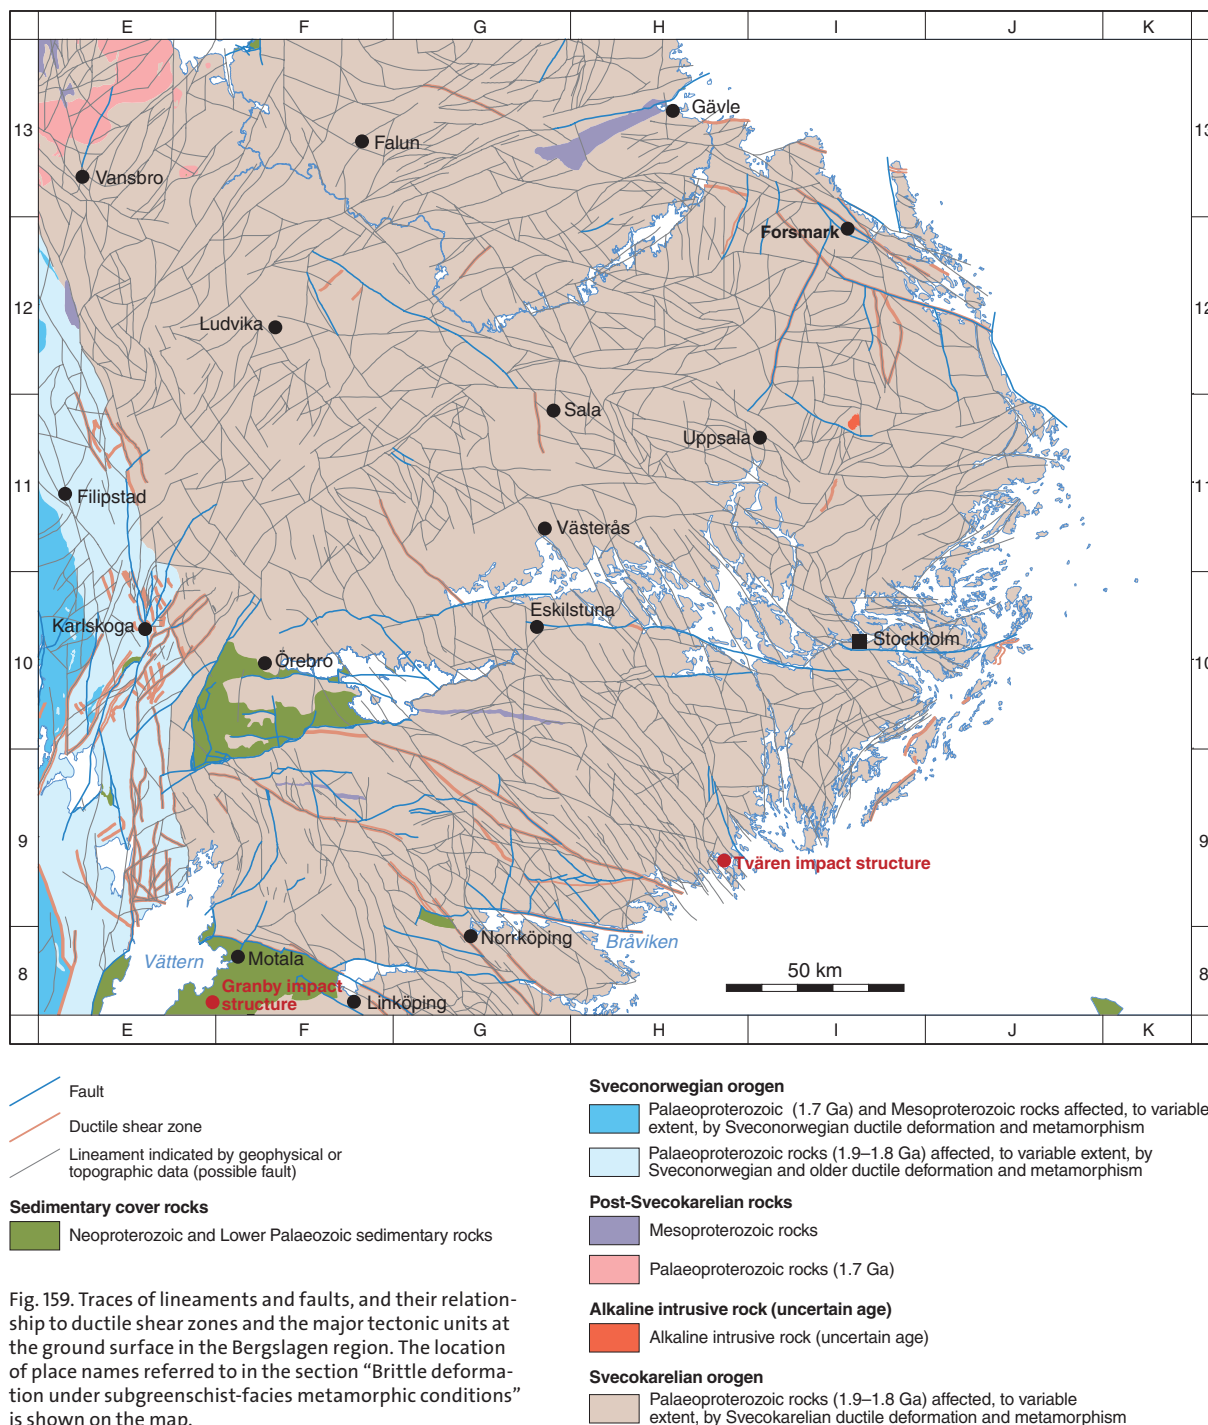 E F G H I J K
13 13
Gävle
Falun
Vansbro
Forsmark
12 12
Ludvika
Sala
Uppsala
11 11
Filipstad
Västerås
Eskilstuna
Karlskoga
Stockholm
10 Örebro 10
9 9
Tvären impact structure
Norrköping
Bråviken
Vättern
Motala
50 km
8 8
Granby impact
structure
Linköping
E F G H I J K
Fault
Ductile shear zone
Lineament indicated by geophysical or
topographic data (possible fault)
Sedimentary cover rocks
Neoproterozoic and Lower Palaeozoic sedimentary rocks
Fig. 159. Traces of lineaments and faults, and their relation-
ship to ductile shear zones and the major tectonic units at
the ground surface in the Bergslagen region. The location
of place names referred to in the section “Brittle deforma-
tion under subgreenschist-facies metamorphic conditions”
is shown on the map.
Sveconorwegian orogen
Palaeoproterozoic (1.7 Ga) and Mesoproterozoic rocks affected, to variable
extent, by Sveconorwegian ductile deformation and metamorphism
Palaeoproterozoic rocks (1.9–1.8 Ga) affected, to variable extent, by
Sveconorwegian and older ductile deformation and metamorphism
Post-Svecokarelian rocks
Mesoproterozoic rocks
Palaeoproterozoic rocks (1.7 Ga)
Alkaline intrusive rock (uncertain age)
Alkaline intrusive rock (uncertain age)
Svecokarelian orogen
Palaeoproterozoic rocks (1.9–1.8 Ga) affected, to variable
extent, by Svecokarelian ductile deformation and metamorphism